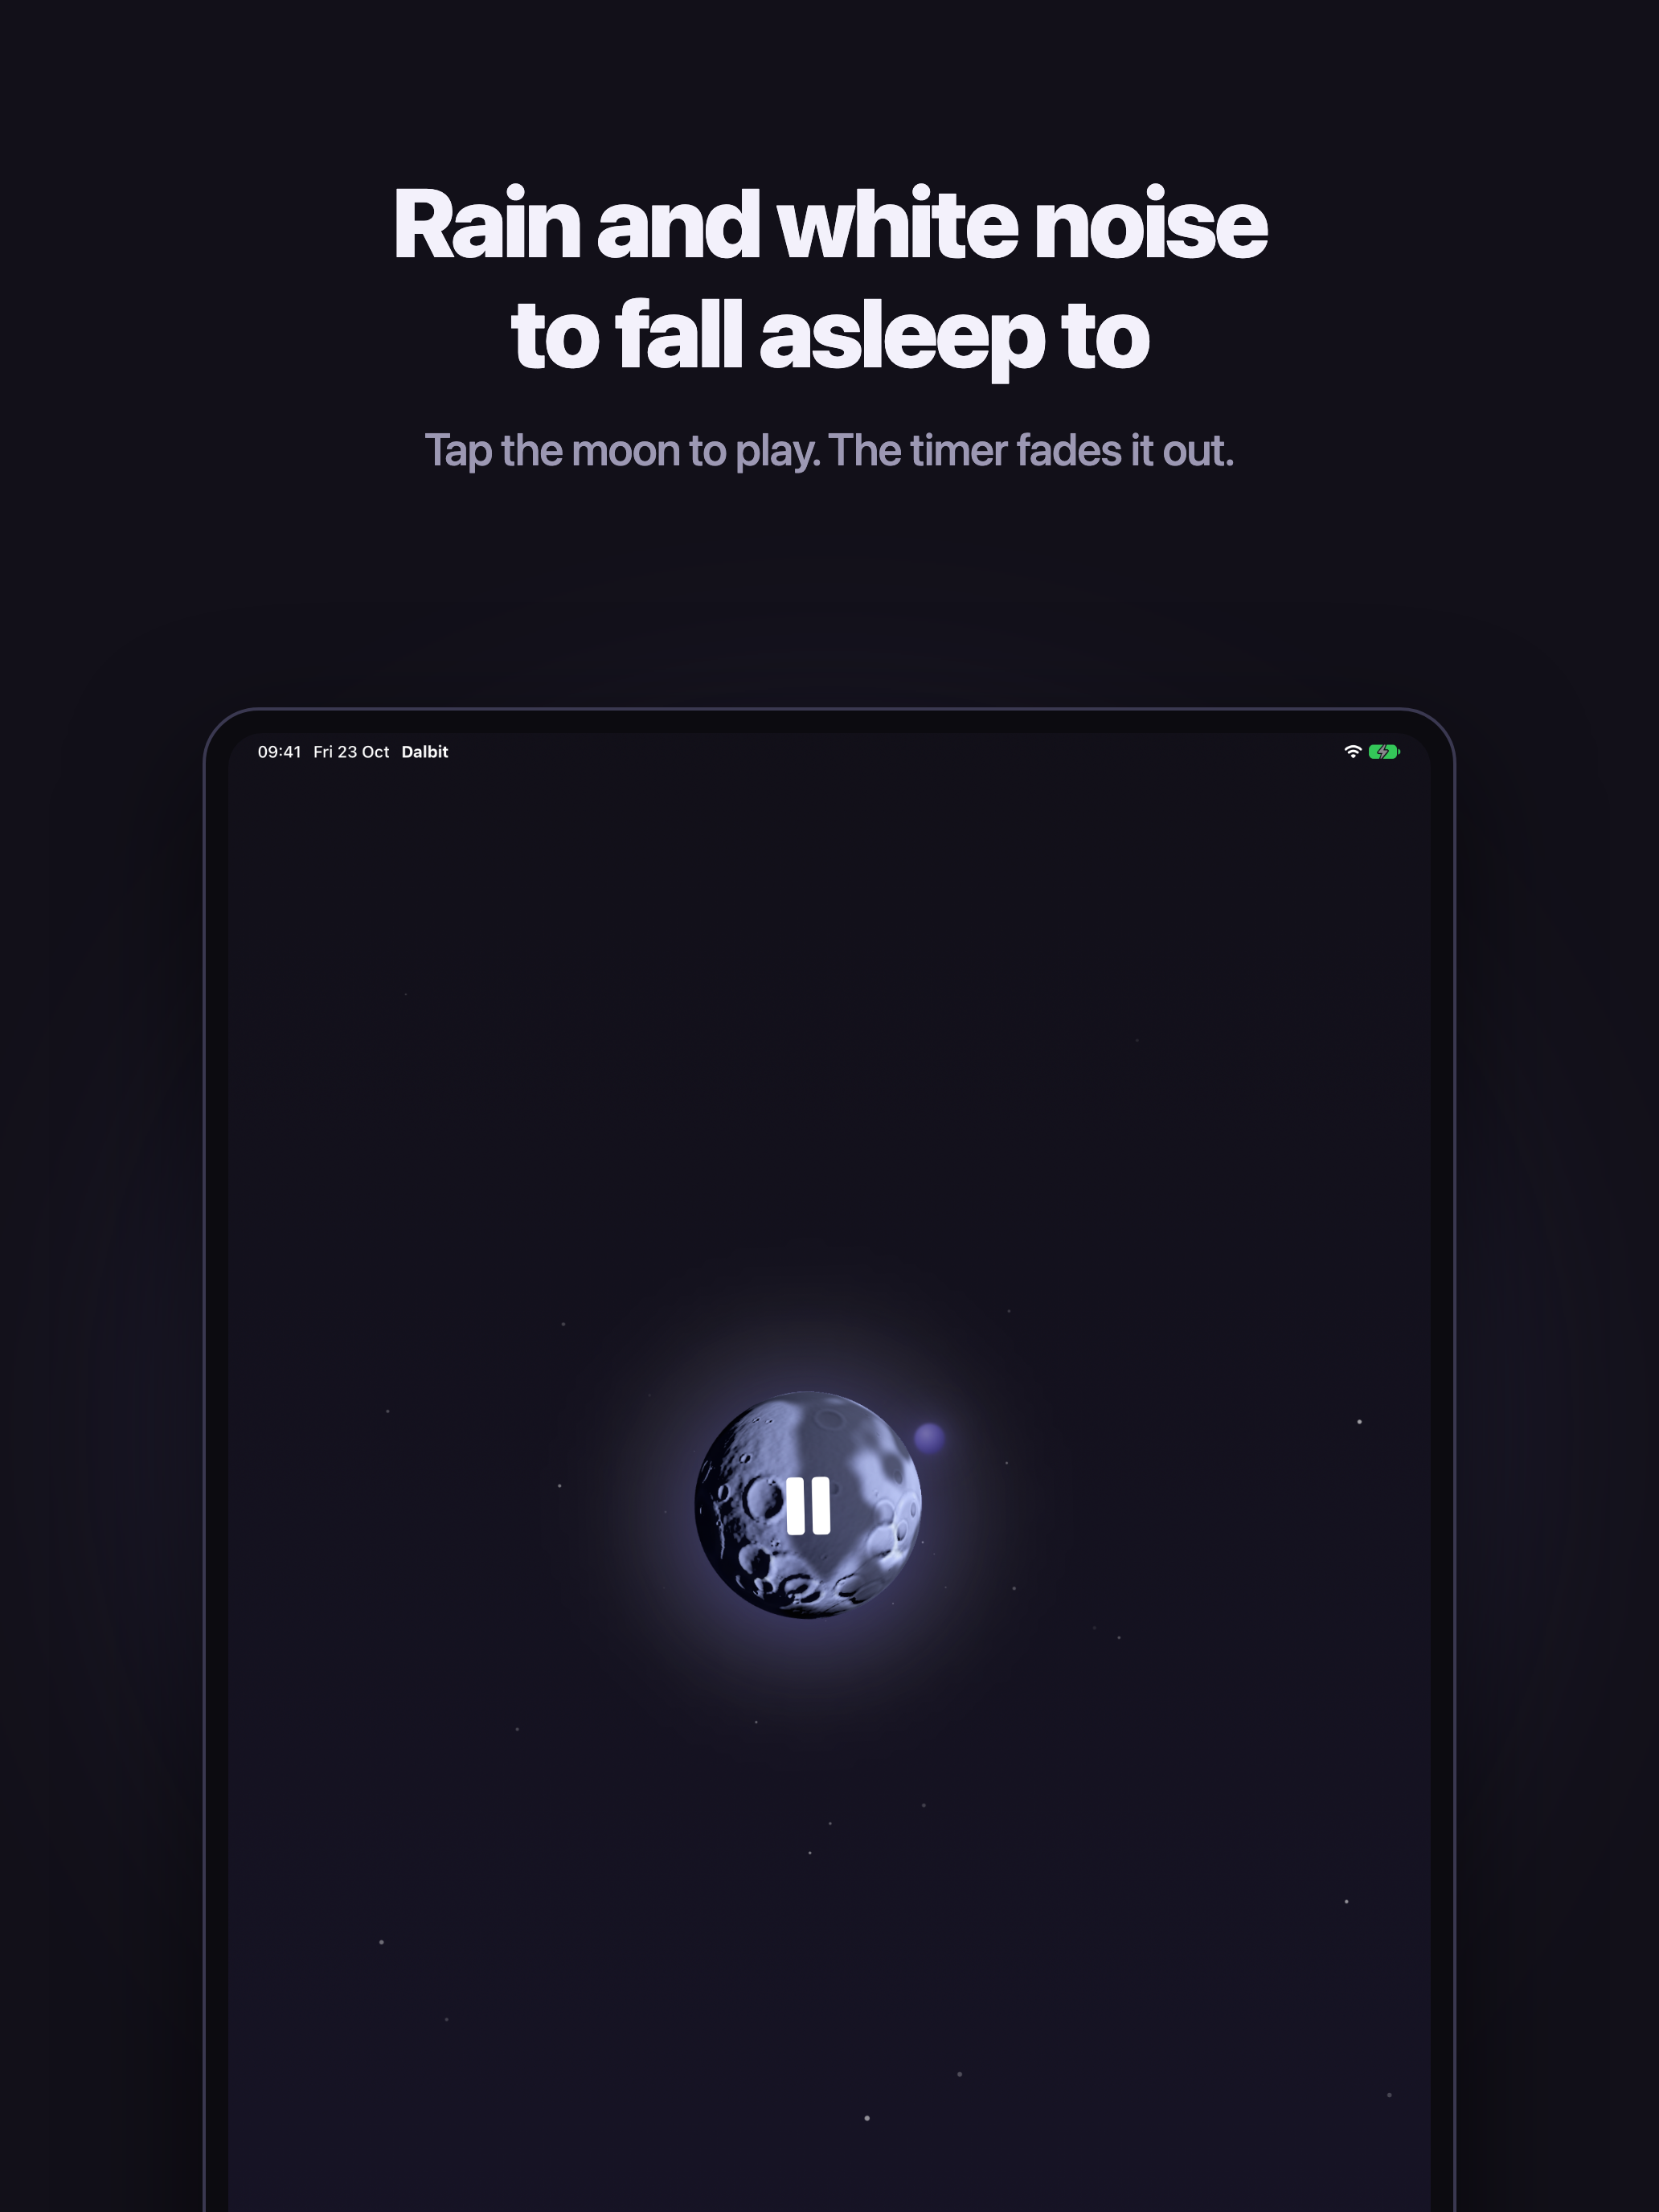 Rain and white noise
to fall asleep to
Tap the moon to play. The timer fades it out.
09:41 Fri 23 Oct Dalbit